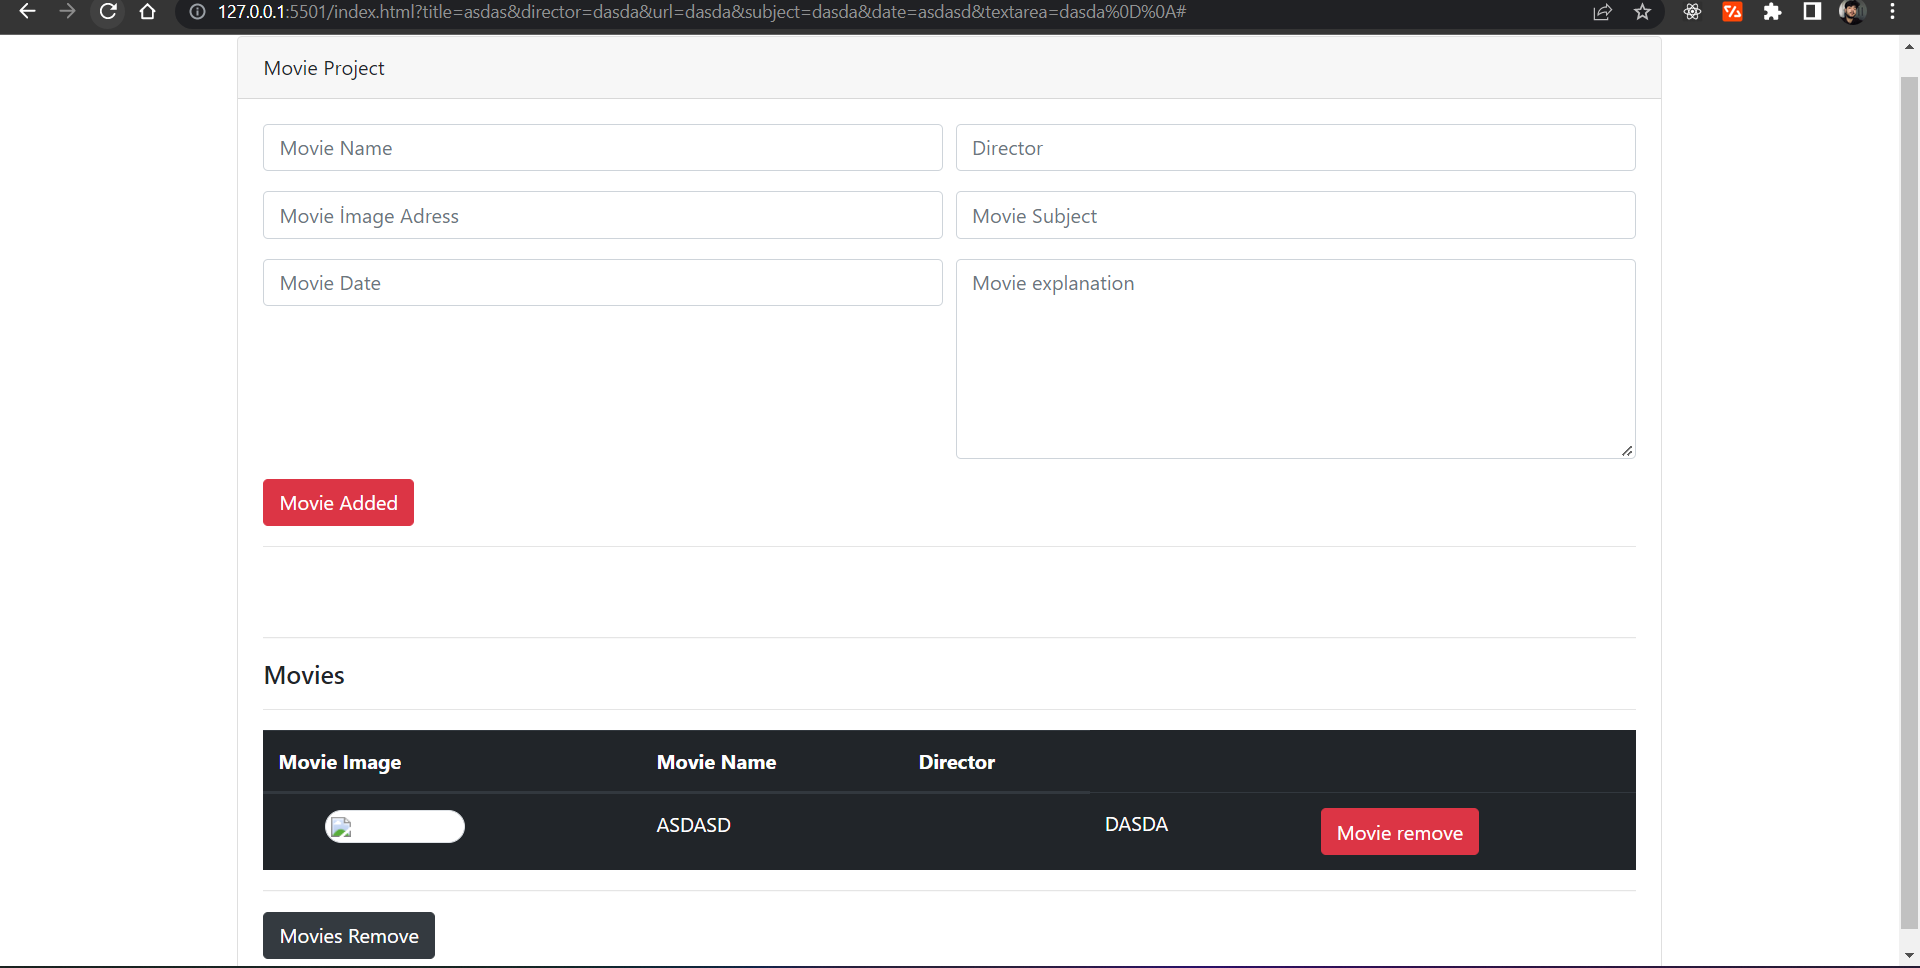 127.0.0.1:5501/index.html?title=asdas&director=dasda&url=dasda&subject=dasda&date=asdasd&textarea=dasda%0D%0A#
Movie Project
Movie Name
Director
Movie İmage Adress
Movie Subject
Movie Date
Movie explanation
Movie Added
Movies
Movie Image Movie Name Director
ASDASD DASDA Movie remove
Movies Remove